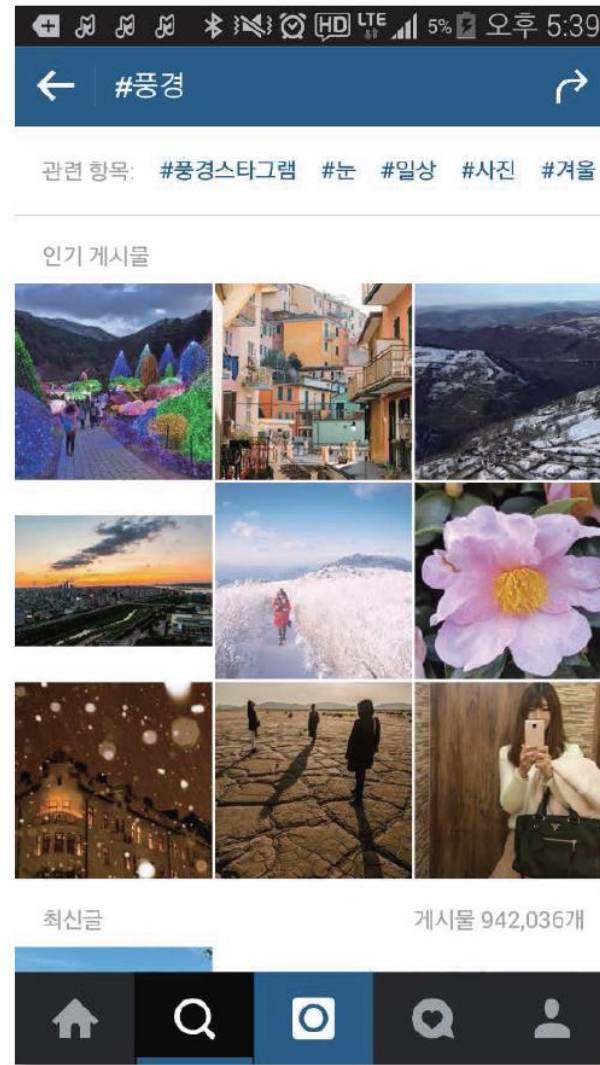 HD LTE 5% 오후 5:39
#풍경
관련 항목: #풍경스타그램 #눈 #일상 #사진 #겨울
인기 게시물
최신글 게시물 942,036개